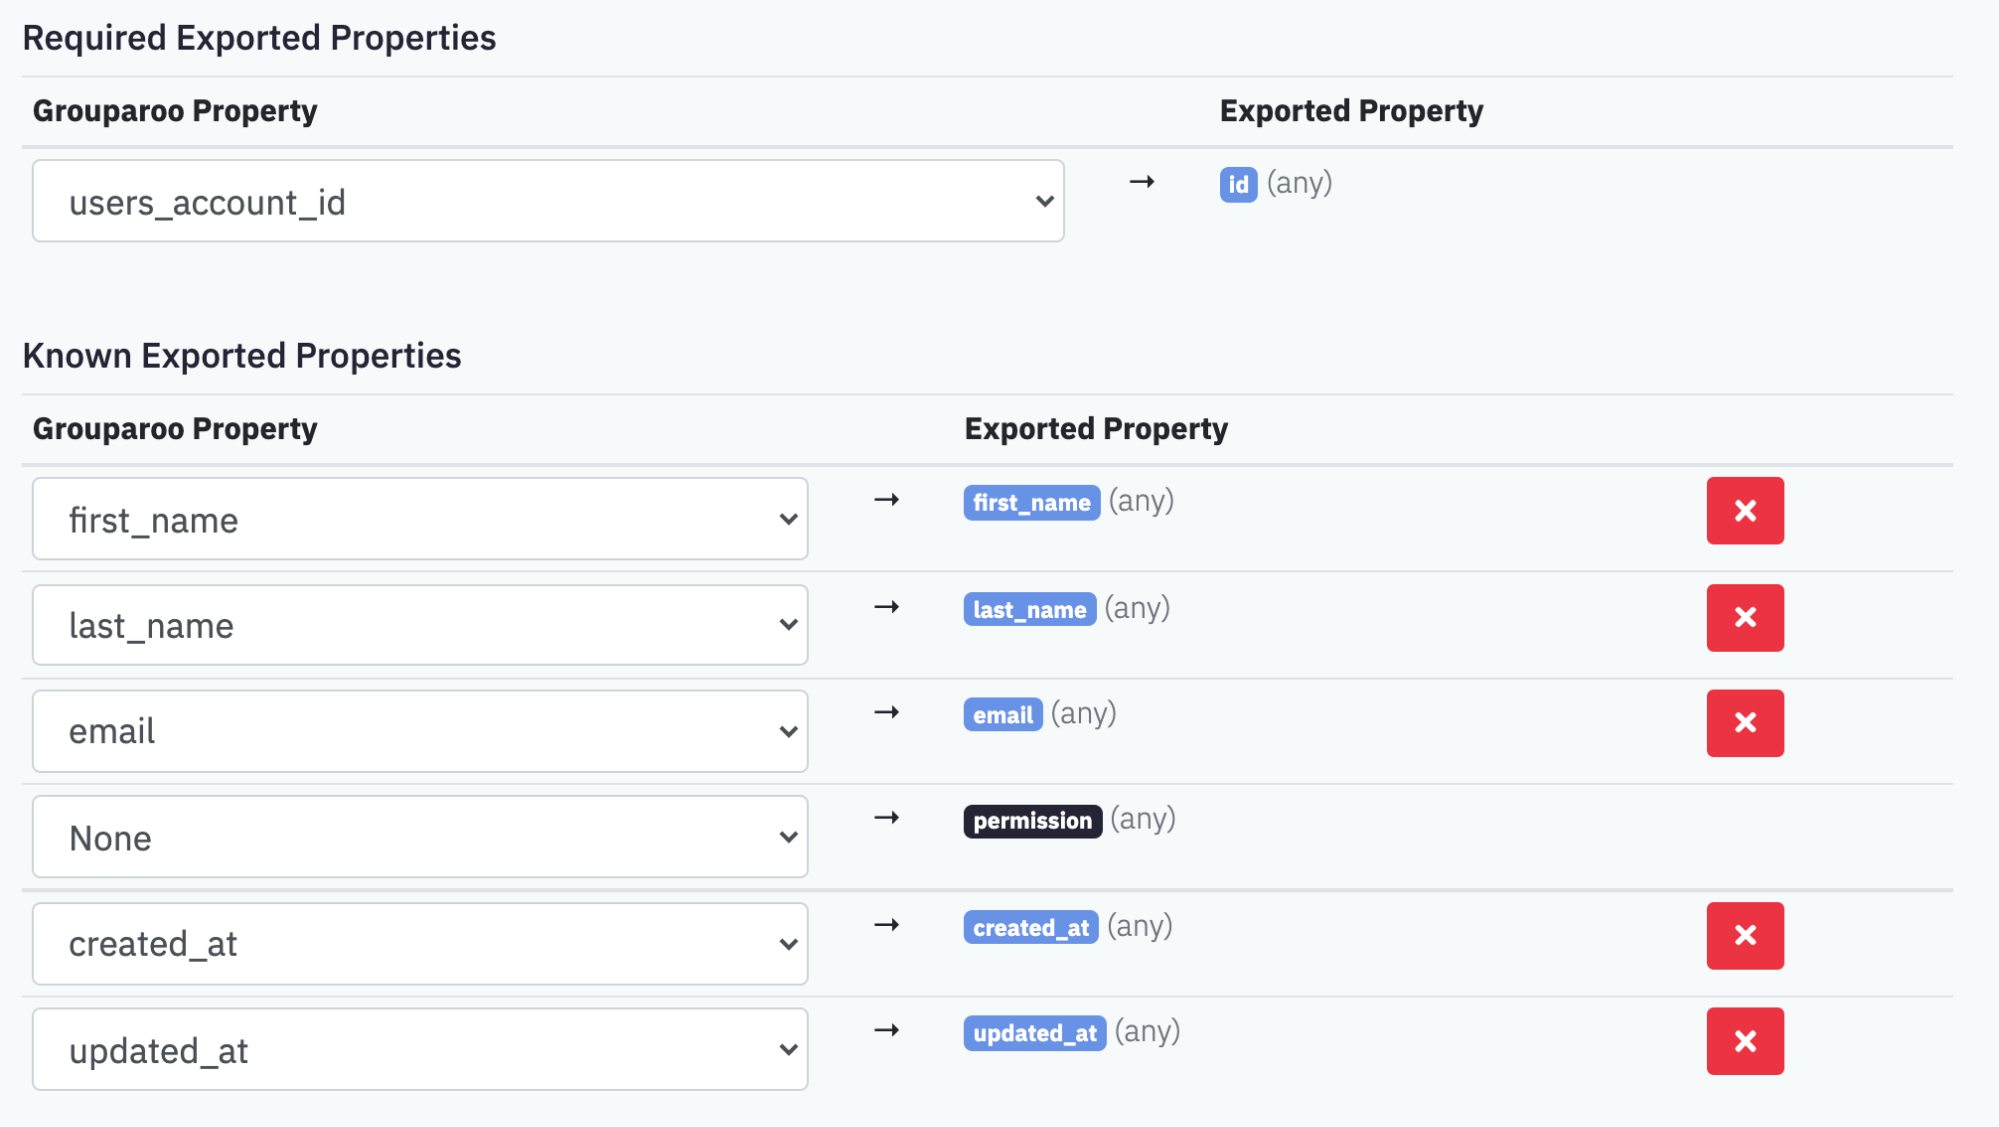 Required Exported Properties
Grouparoo Property Exported Property
users_account_id → id (any)
Known Exported Properties
Grouparoo Property Exported Property
first_name → first_name (any)
last_name → last_name (any)
email → email (any)
None → permission (any)
created_at → created_at (any)
updated_at → updated_at (any)